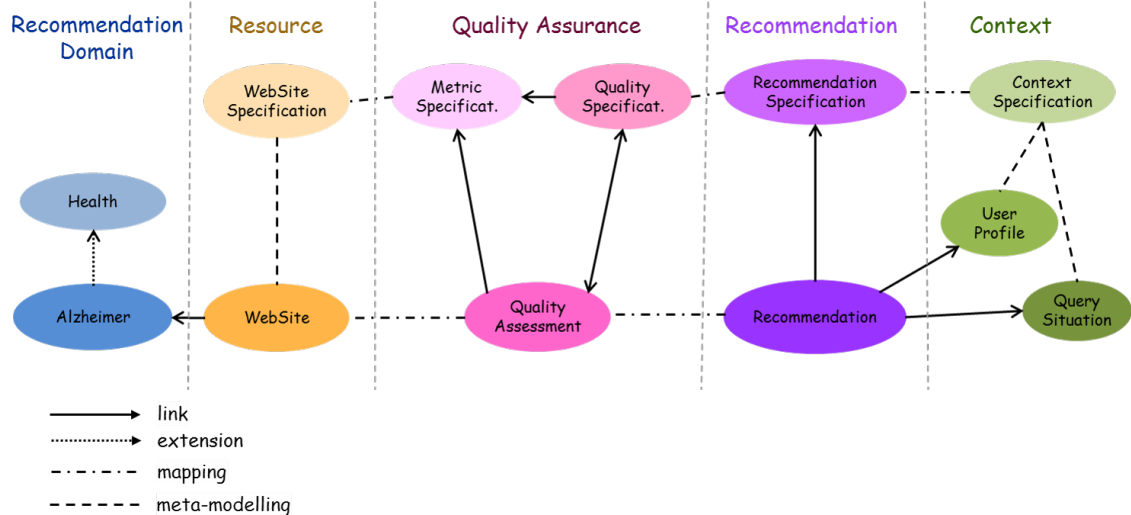 Recommendation
Domain
Resource
Quality Assurance
Recommendation
Context
WebSite
Specification
Metric
Specificat.
Quality
Specificat.
Recommendation
Specification
Context
Specification
Health
User
Profile
Alzheimer
WebSite
Quality
Assessment
Recommendation
Query
Situation
link
extension
mapping
meta-modelling